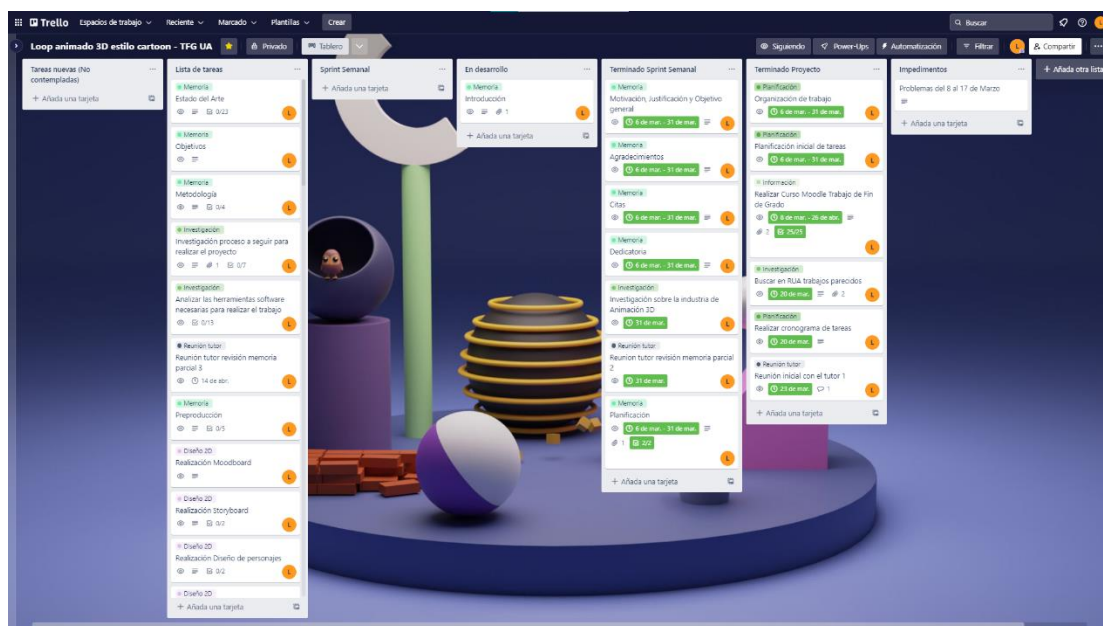 Trello Espacios de trabajo Reciente Marcado Plantillas Crear Buscar
Loop animado 3D estilo cartoon - TFG UA Privado Tablero Siguiendo Power-Ups Automatización Filtrar L Compartir
Tareas nuevas (No
contempladas)
+ Añada una tarjeta
Lista de tareas
Memoria
Estado del Arte
0/23 L
Memoria
Objetivos
L
Memoria
Metodología
0/4 L
Investigación
Investigación proceso a seguir para
realizar el proyecto
1 0/7 L
Investigación
Analizar las herramientas software
necesarias para realizar el trabajo
0/13 L
Reunión tutor
Reunión tutor revisión memoria
parcial 3
14 de abr. L
Memoria
Preproducción
0/5 L
Diseño 2D
Realización Moodboard
L
Diseño 2D
Realización Storyboard
0/2 L
Diseño 2D
Realización Diseño de personajes
0/2 L
Diseño 2D
+ Añada una tarjeta
Sprint Semanal
+ Añada una tarjeta
En desarrollo
Memoria
Introducción
1 L
+ Añada una tarjeta
Terminado Sprint Semanal
Memoria
Motivación, Justificación y Objetivo
general
6 de mar. - 31 de mar. L
Memoria
Agradecimientos
6 de mar. - 31 de mar. L
Memoria
Citas
6 de mar. - 31 de mar. L
Memoria
Dedicatoria
6 de mar. - 31 de mar. L
Investigación
Investigación sobre la industria de
Animación 3D
31 de mar. L
Reunión tutor
Reunion tutor revisión memoria parcial
2
31 de mar. L
Memoria
Planificación
6 de mar. - 31 de mar.
1 2/2
L
+ Añada una tarjeta
Terminado Proyecto
Planificación
Organización de trabajo
6 de mar. - 31 de mar. L
Planificación
Planificación inicial de tareas
6 de mar. - 31 de mar. L
Información
Realizar Curso Moodle Trabajo de Fin
de Grado
8 de mar. - 26 de abr.
2 25/25
L
Investigación
Buscar en RUA trabajos parecidos
20 de mar. 2 L
Planificación
Realizar cronograma de tareas
20 de mar. L
Reunión tutor
Reunión inicial con el tutor 1
23 de mar. 1 L
+ Añada una tarjeta
Impedimentos
Problemas del 8 al 17 de Marzo
+ Añada una tarjeta
+ Añada otra lista